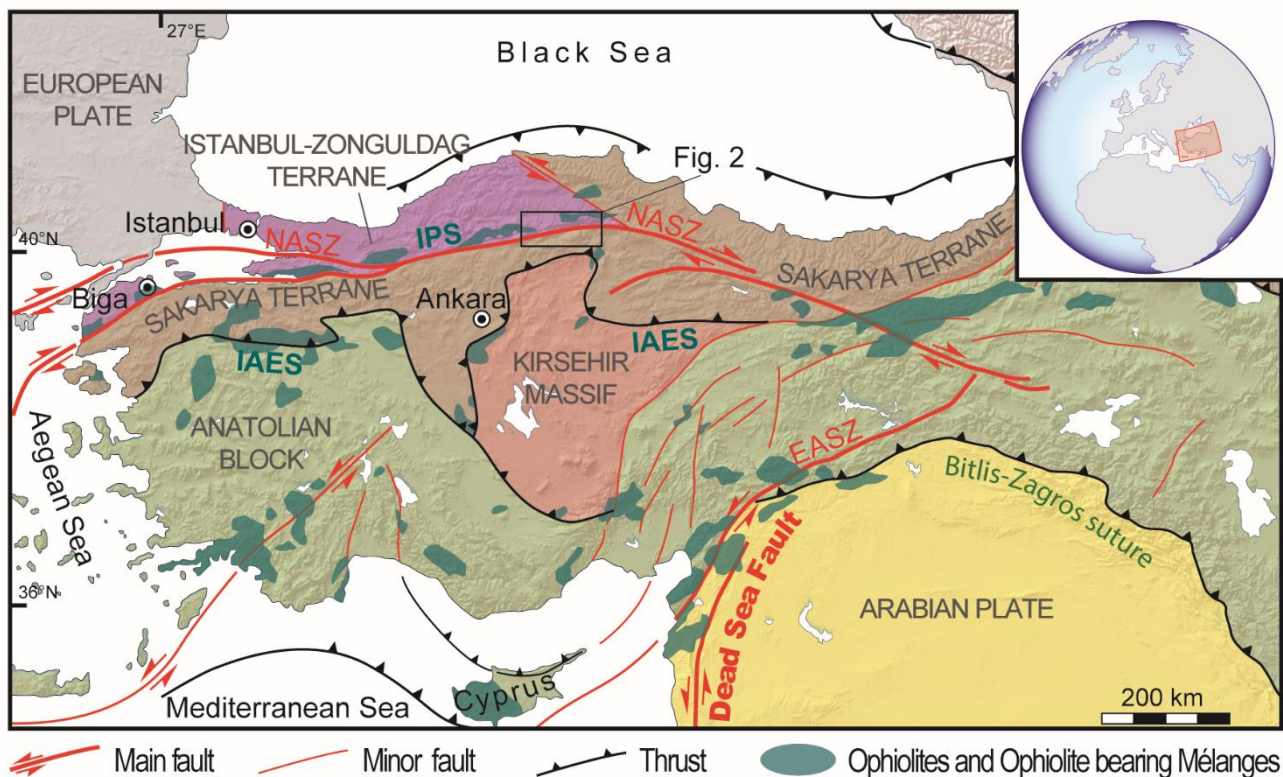 27°E
Black Sea
EUROPEAN
PLATE
ISTANBUL-ZONGULDAG
TERRANE
Fig. 2
Istanbul
NASZ
IPS
NASZ
40°N
SAKARYA TERRANE
Biga
SAKARYA TERRANE
Ankara
IAES
IAES
KIRSEHIR
MASSIF
ANATOLIAN
BLOCK
EASZ
Aegean Sea
Bitlis-Zagros suture
Dead Sea Fault
36°N
ARABIAN PLATE
Cyprus
Mediterranean Sea
200 km
Main fault
Minor fault
Thrust
Ophiolites and Ophiolite bearing Mélanges